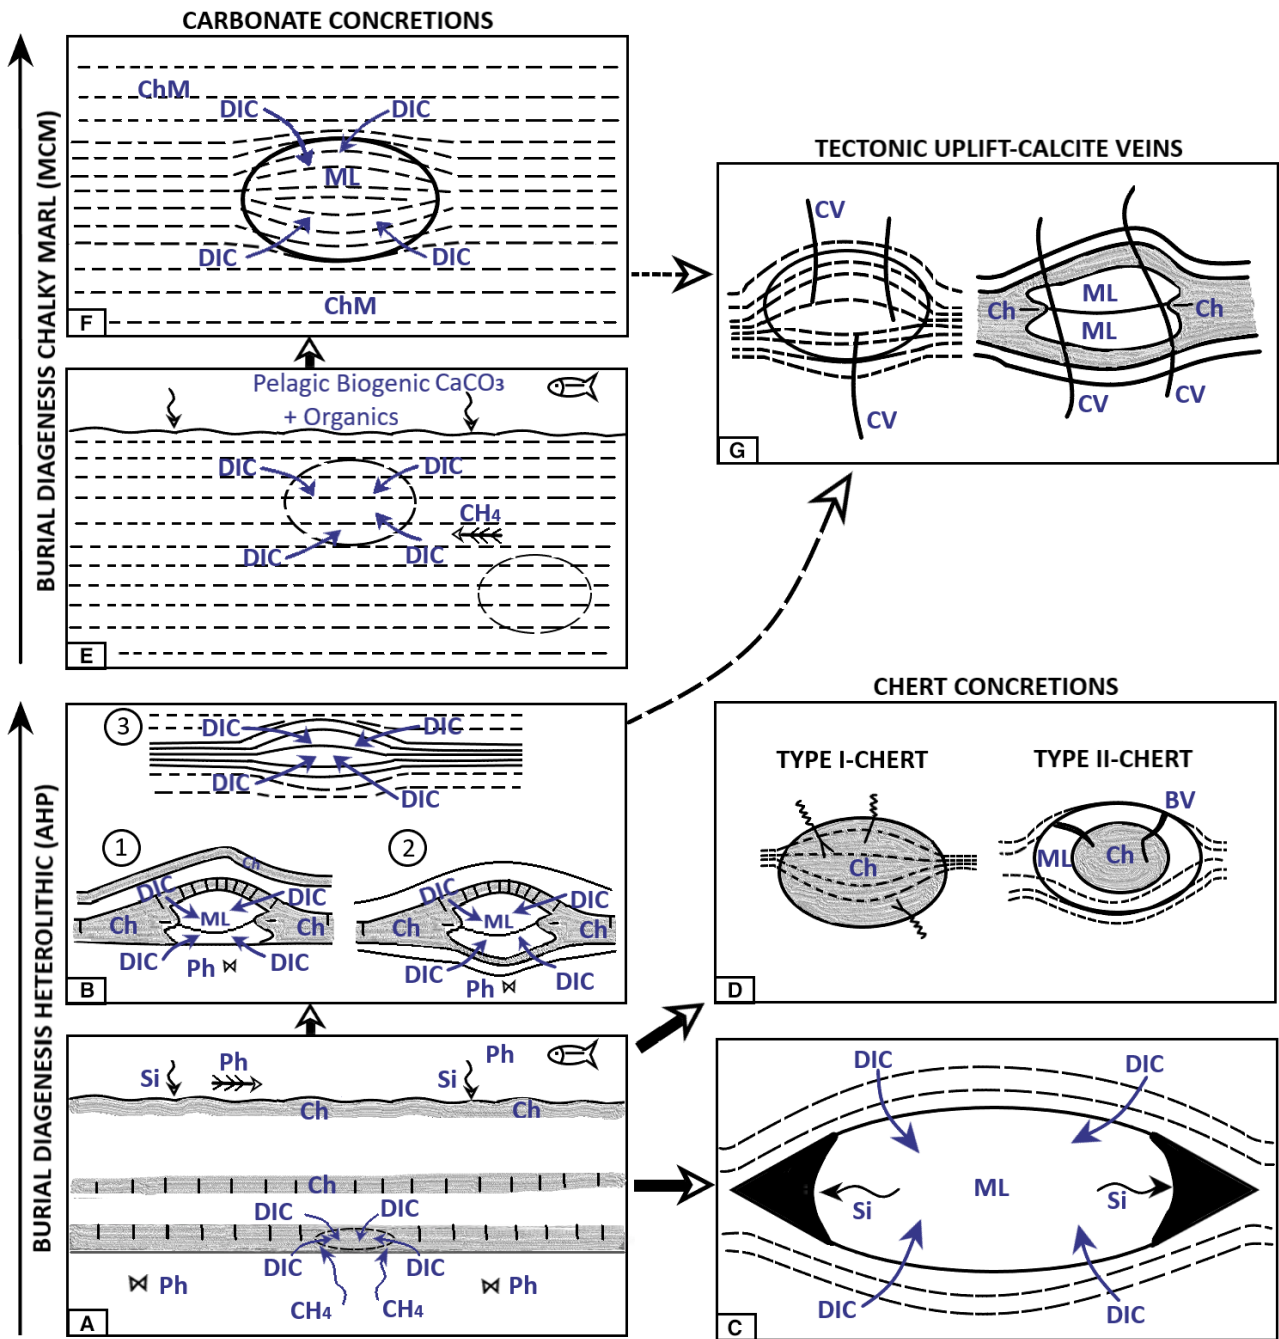 CARBONATE CONCRETIONS
BURIAL DIAGENESIS CHALKY MARL (MCM)
ChM
DIC
DIC
ML
DIC
DIC
ChM
F
Pelagic Biogenic CaCO₃
+ Organics
DIC
DIC
CH₄
DIC
DIC
E
TECTONIC UPLIFT-CALCITE VEINS
CV
CV
ML
ML
Ch
Ch
CV
CV
G
BURIAL DIAGENESIS HETEROLITHIC (AHP)
3
DIC
DIC
DIC
DIC
1
Ch
DIC
DIC
Ch
ML
Ch
DIC
DIC
Ph
2
DIC
DIC
Ch
ML
Ch
DIC
DIC
Ph
B
CHERT CONCRETIONS
TYPE I-CHERT
TYPE II-CHERT
Ch
BV
ML
Ch
D
Si
Ph
Si
Ph
Ch
Ch
Ch
DIC
DIC
DIC
DIC
Ph
Ph
CH₄
CH₄
A
DIC
DIC
ML
Si
Si
DIC
DIC
C